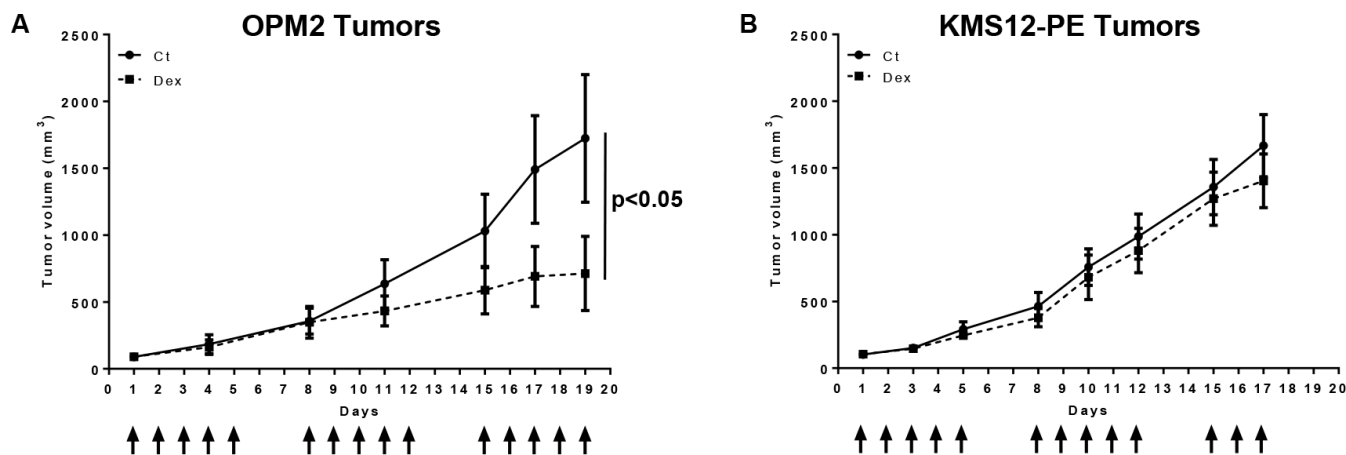 A
OPM2 Tumors
2500
2000
1500
1000
500
0
Tumor volume (mm³)
Ct
Dex
p<0.05
0 1 2 3 4 5 6 7 8 9 10 11 12 13 14 15 16 17 18 19 20
Days
B
KMS12-PE Tumors
2500
2000
1500
1000
500
0
Tumor volume (mm³)
Ct
Dex
0 1 2 3 4 5 6 7 8 9 10 11 12 13 14 15 16 17 18 19 20
Days